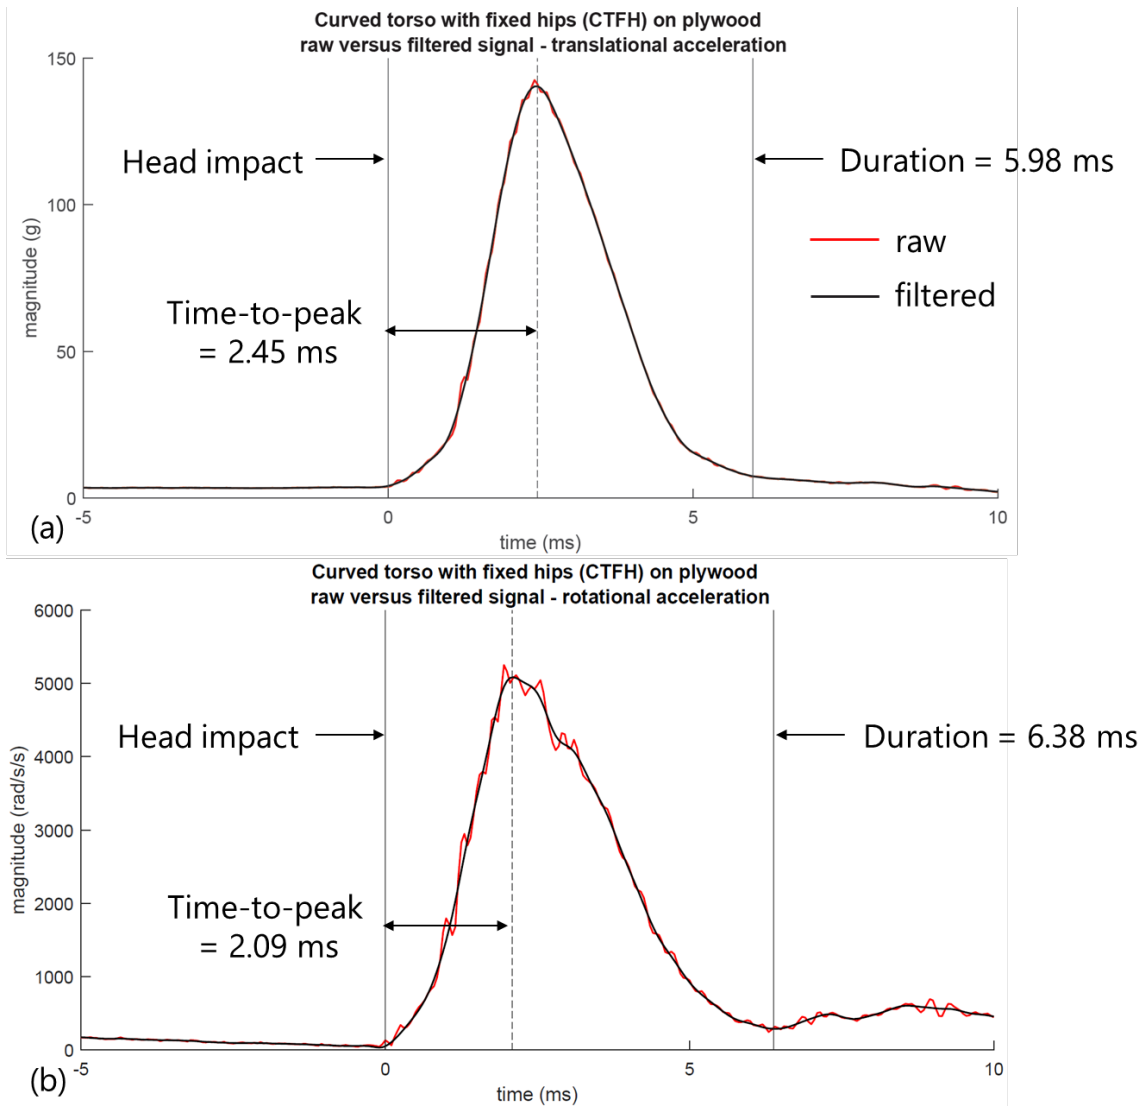 Curved torso with fixed hips (CTFH) on plywood
raw versus filtered signal - translational acceleration
150
100
50
0
magnitude (g)
Head impact
Duration = 5.98 ms
raw
filtered
Time-to-peak
= 2.45 ms
-5
0
5
10
time (ms)
(a)
Curved torso with fixed hips (CTFH) on plywood
raw versus filtered signal - rotational acceleration
6000
5000
4000
3000
2000
1000
0
magnitude (rad/s/s)
Head impact
Duration = 6.38 ms
Time-to-peak
= 2.09 ms
-5
0
5
10
time (ms)
(b)